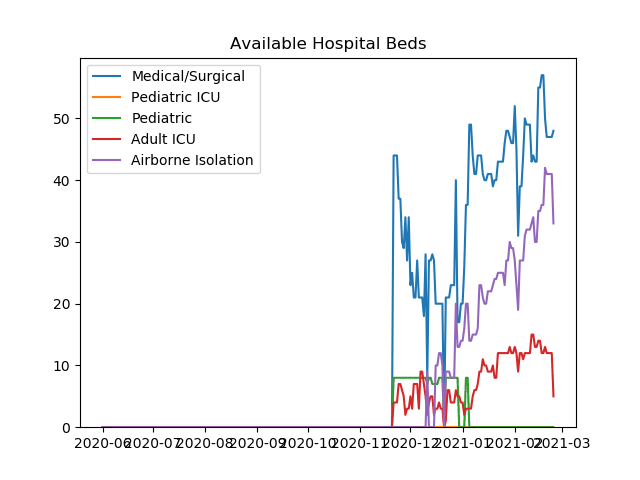 Available Hospital Beds
Medical/Surgical
Pediatric ICU
Pediatric
Adult ICU
Airborne Isolation
50
40
30
20
10
0
2020-06
2020-07
2020-08
2020-09
2020-10
2020-11
2020-12
2021-01
2021-02
2021-03